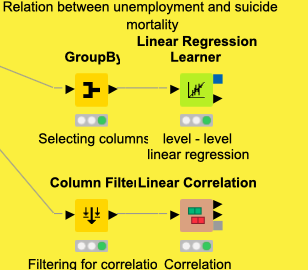 Relation between unemployment and suicide
mortality
Linear Regression
GroupBy Learner
Selecting columns level - level
linear regression
Column Filter Linear Correlation
Filtering for correlatio Correlation